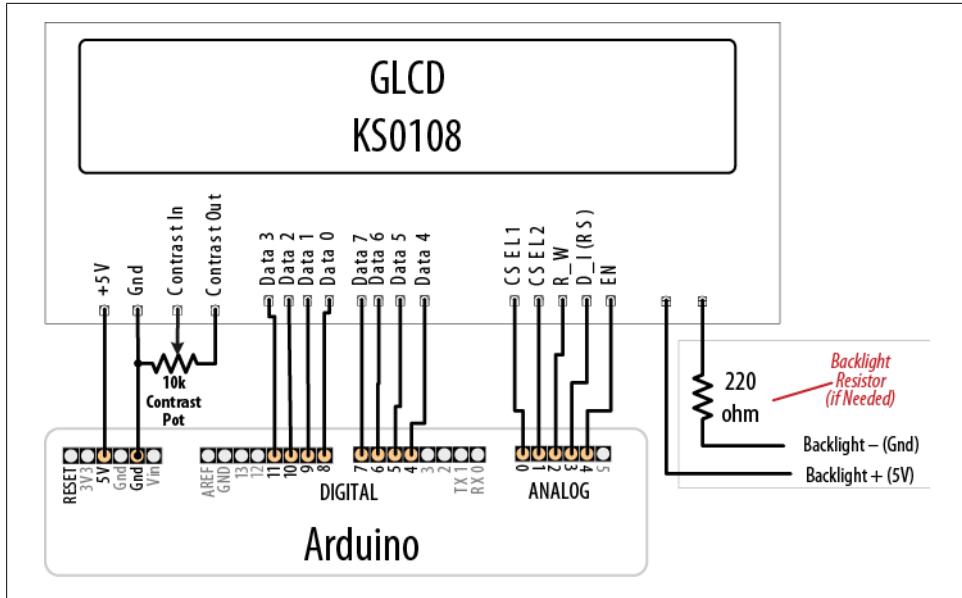 GLCD
KS0108
+5V
Gnd
Contrast In
Contrast Out
Data 3
Data 2
Data 1
Data 0
Data 7
Data 6
Data 5
Data 4
CSEL1
CSEL2
R_W
D_I(RS)
EN
10k
Contrast
Pot
220
ohm
Backlight
Resistor
(if Needed)
Backlight – (Gnd)
Backlight + (5V)
RESET
3V3
5V
Gnd
Gnd
Vin
AREF
GND
13
12
11
10
9
8
7
6
5
4
3
2
TX 1
RX 0
0
1
2
3
4
5
DIGITAL
ANALOG
Arduino